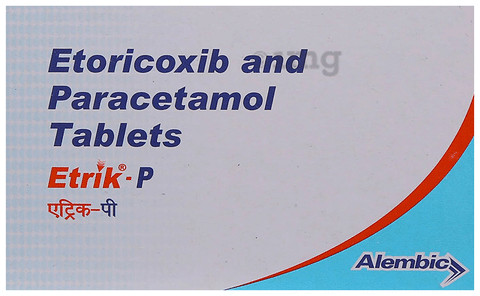 Etoricoxib and
Paracetamol
Tablets
Etrik®-P
एट्रिक-पी
Alembic